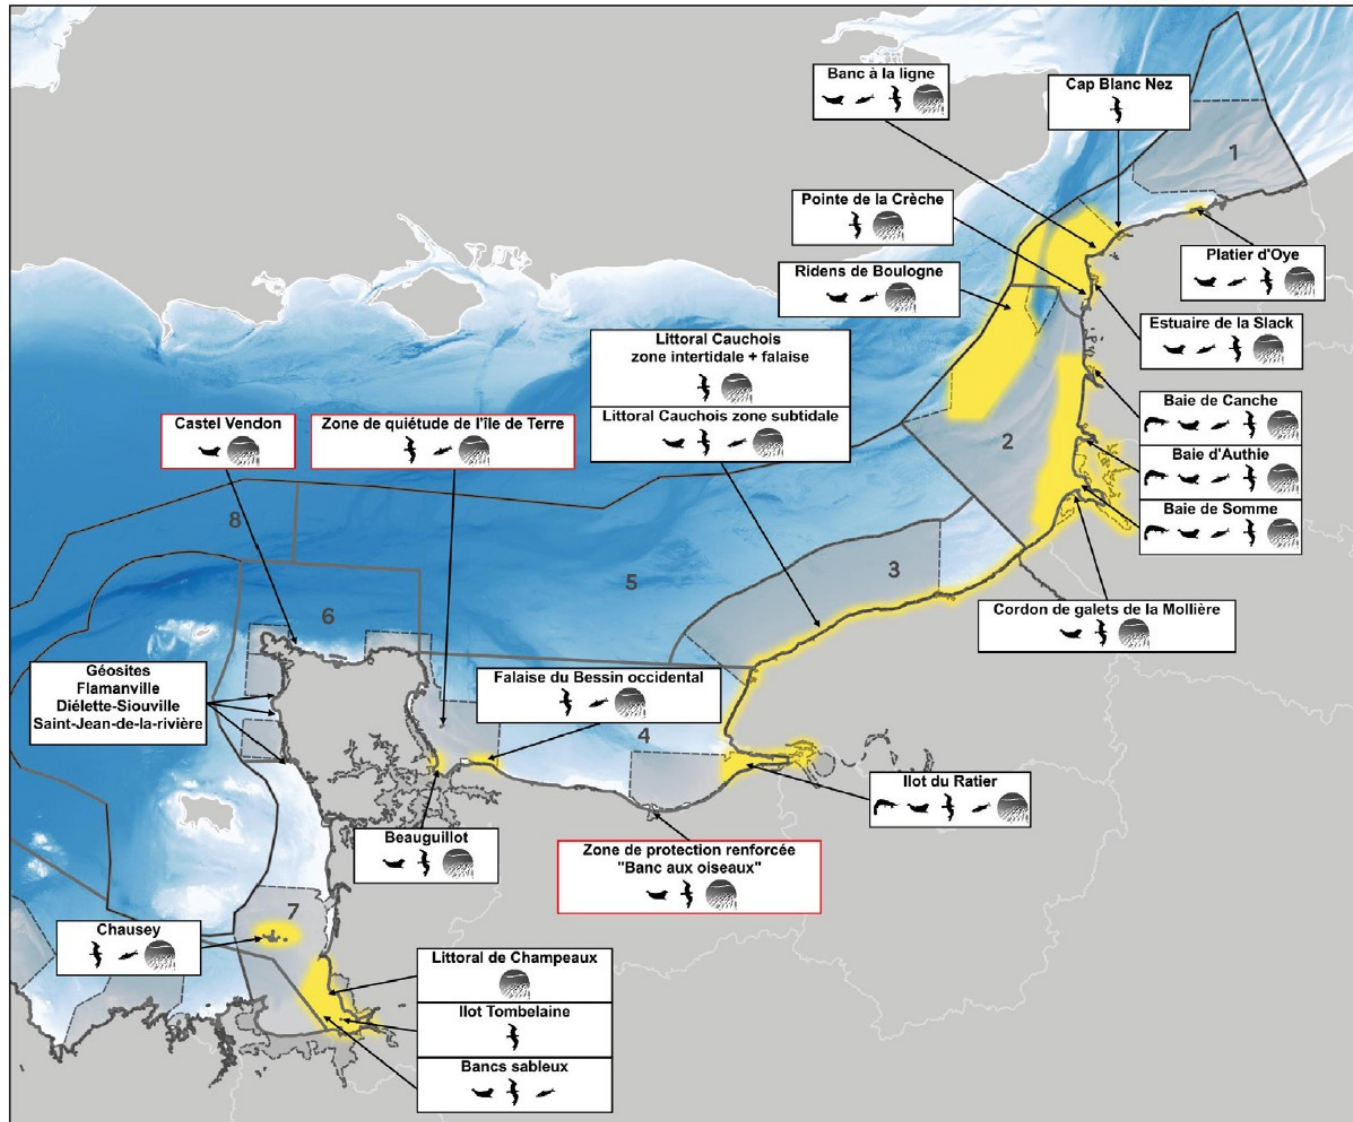 Banc à la ligne
Cap Blanc Nez
1
Pointe de la Crèche
Platier d'Oye
Ridens de Boulogne
Estuaire de la Slack
Littoral Cauchois
zone intertidale + falaise
Littoral Cauchois zone subtidale
Baie de Canche
Baie d'Authie
Baie de Somme
Castel Vendon
Zone de quiétude de l'île de Terre
2
8
5
3
6
Cordon de galets de la Mollière
Géosites
Flamanville
Diélette-Siouville
Saint-Jean-de-la-rivière
Falaise du Bessin occidental
4
Ilot du Ratier
Beauguillot
Zone de protection renforcée
"Banc aux oiseaux"
7
Chausey
Littoral de Champeaux
Ilot Tombelaine
Bancs sableux